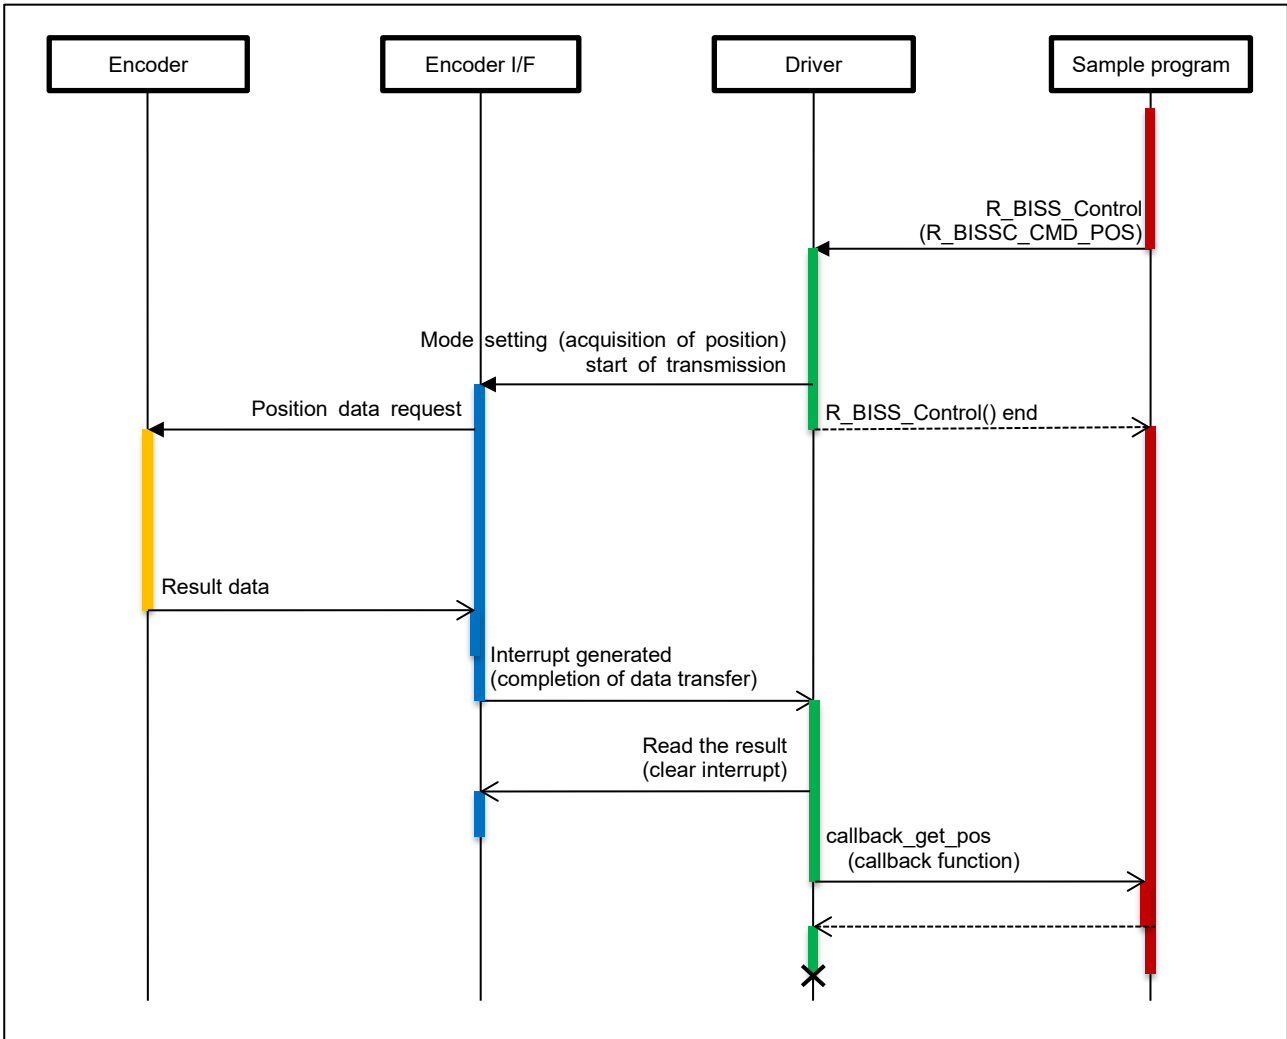 Encoder
Encoder I/F
Driver
Sample program
R_BISS_Control
(R_BISSC_CMD_POS)
Mode setting (acquisition of position)
start of transmission
Position data request
R_BISS_Control() end
Result data
Interrupt generated
(completion of data transfer)
Read the result
(clear interrupt)
callback_get_pos
(callback function)